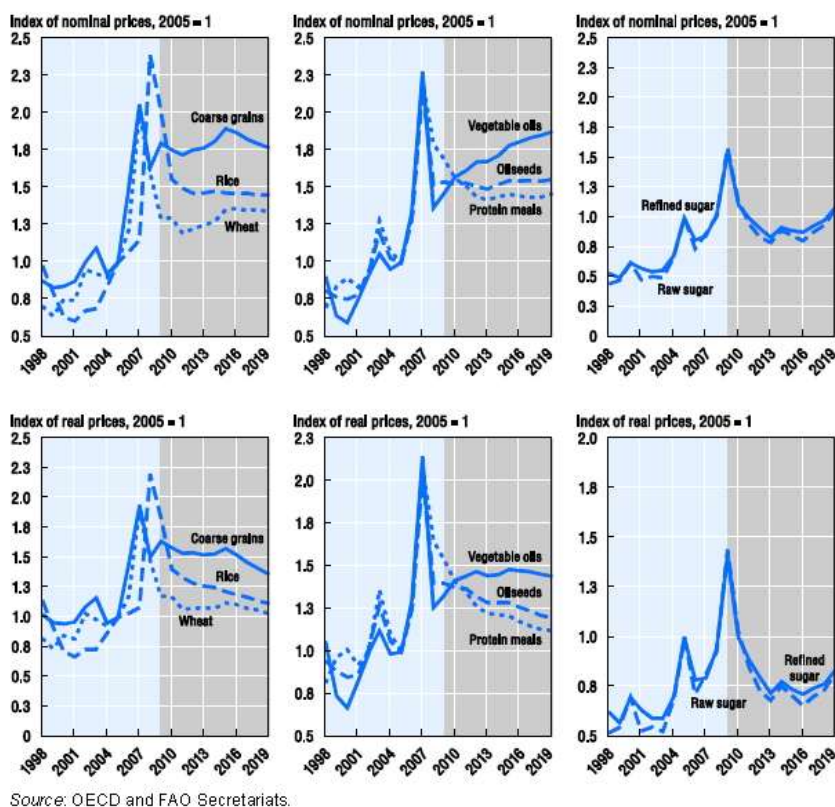 Index of nominal prices, 2005 = 1
2.5
2.3
2.0
1.8
1.5
1.3
1.0
0.8
0.5
Coarse grains
Rice
Wheat
1998 2001 2004 2007 2010 2013 2016 2019
Index of nominal prices, 2005 = 1
2.5
2.3
2.0
1.8
1.5
1.3
1.0
0.8
0.5
Vegetable oils
Oilseeds
Protein meals
1998 2001 2004 2007 2010 2013 2016 2019
Index of nominal prices, 2005 = 1
2.5
2.3
2.0
1.8
1.5
1.3
1.0
0.8
0.5
0.3
0
Refined sugar
Raw sugar
1998 2001 2004 2007 2010 2013 2016 2019
Index of real prices, 2005 = 1
2.5
2.3
2.0
1.8
1.5
1.3
1.0
0.8
0.5
0.3
0
Coarse grains
Rice
Wheat
1998 2001 2004 2007 2010 2013 2016 2019
Index of real prices, 2005 = 1
2.3
2.0
1.8
1.5
1.3
1.0
0.8
0.5
Vegetable oils
Oilseeds
Protein meals
1998 2001 2004 2007 2010 2013 2016 2019
Index of real prices, 2005 = 1
2.0
1.8
1.5
1.3
1.0
0.8
0.5
Refined
sugar
Raw sugar
1998 2001 2004 2007 2010 2013 2016 2019
Source: OECD and FAO Secretariats.